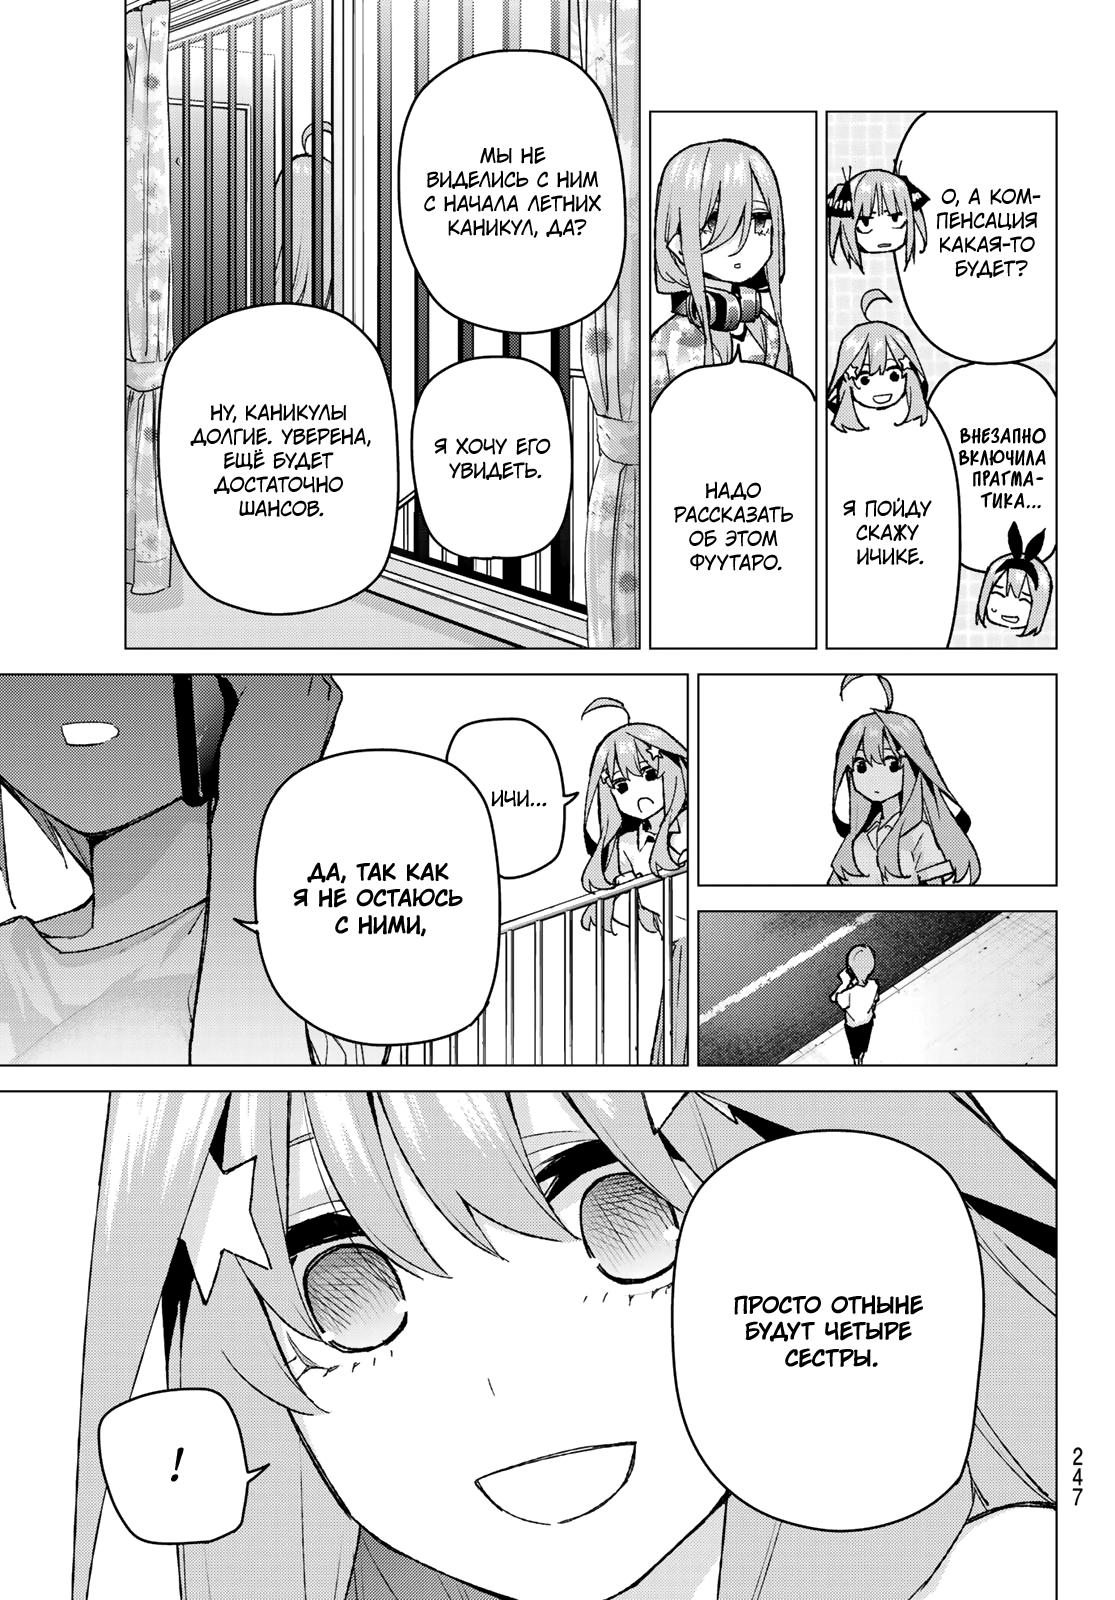 О, А КОМ-
ПЕНСАЦИЯ
КАКАЯ-ТО
БУДЕТ?
ВНЕЗАПНО
ВКЛЮЧИЛА
ПРАГМА-
ТИКА...
Я ПОЙДУ
СКАЖУ
ИЧИКЕ.
НАДО
РАССКАЗАТЬ
ОБ ЭТОМ
ФУУТАРО.
МЫ НЕ
ВИДЕЛИСЬ С НИМ
С НАЧАЛА ЛЕТНИХ
КАНИКУЛ, ДА?
Я ХОЧУ ЕГО
УВИДЕТЬ.
НУ, КАНИКУЛЫ
ДОЛГИЕ. УВЕРЕНА,
ЕЩЁ БУДЕТ
ДОСТАТОЧНО
ШАНСОВ.
ИЧИ...
ДА, ТАК КАК
Я НЕ ОСТАЮСЬ
С НИМИ,
ПРОСТО ОТНЫНЕ
БУДУТ ЧЕТЫРЕ
СЕСТРЫ.
!
247